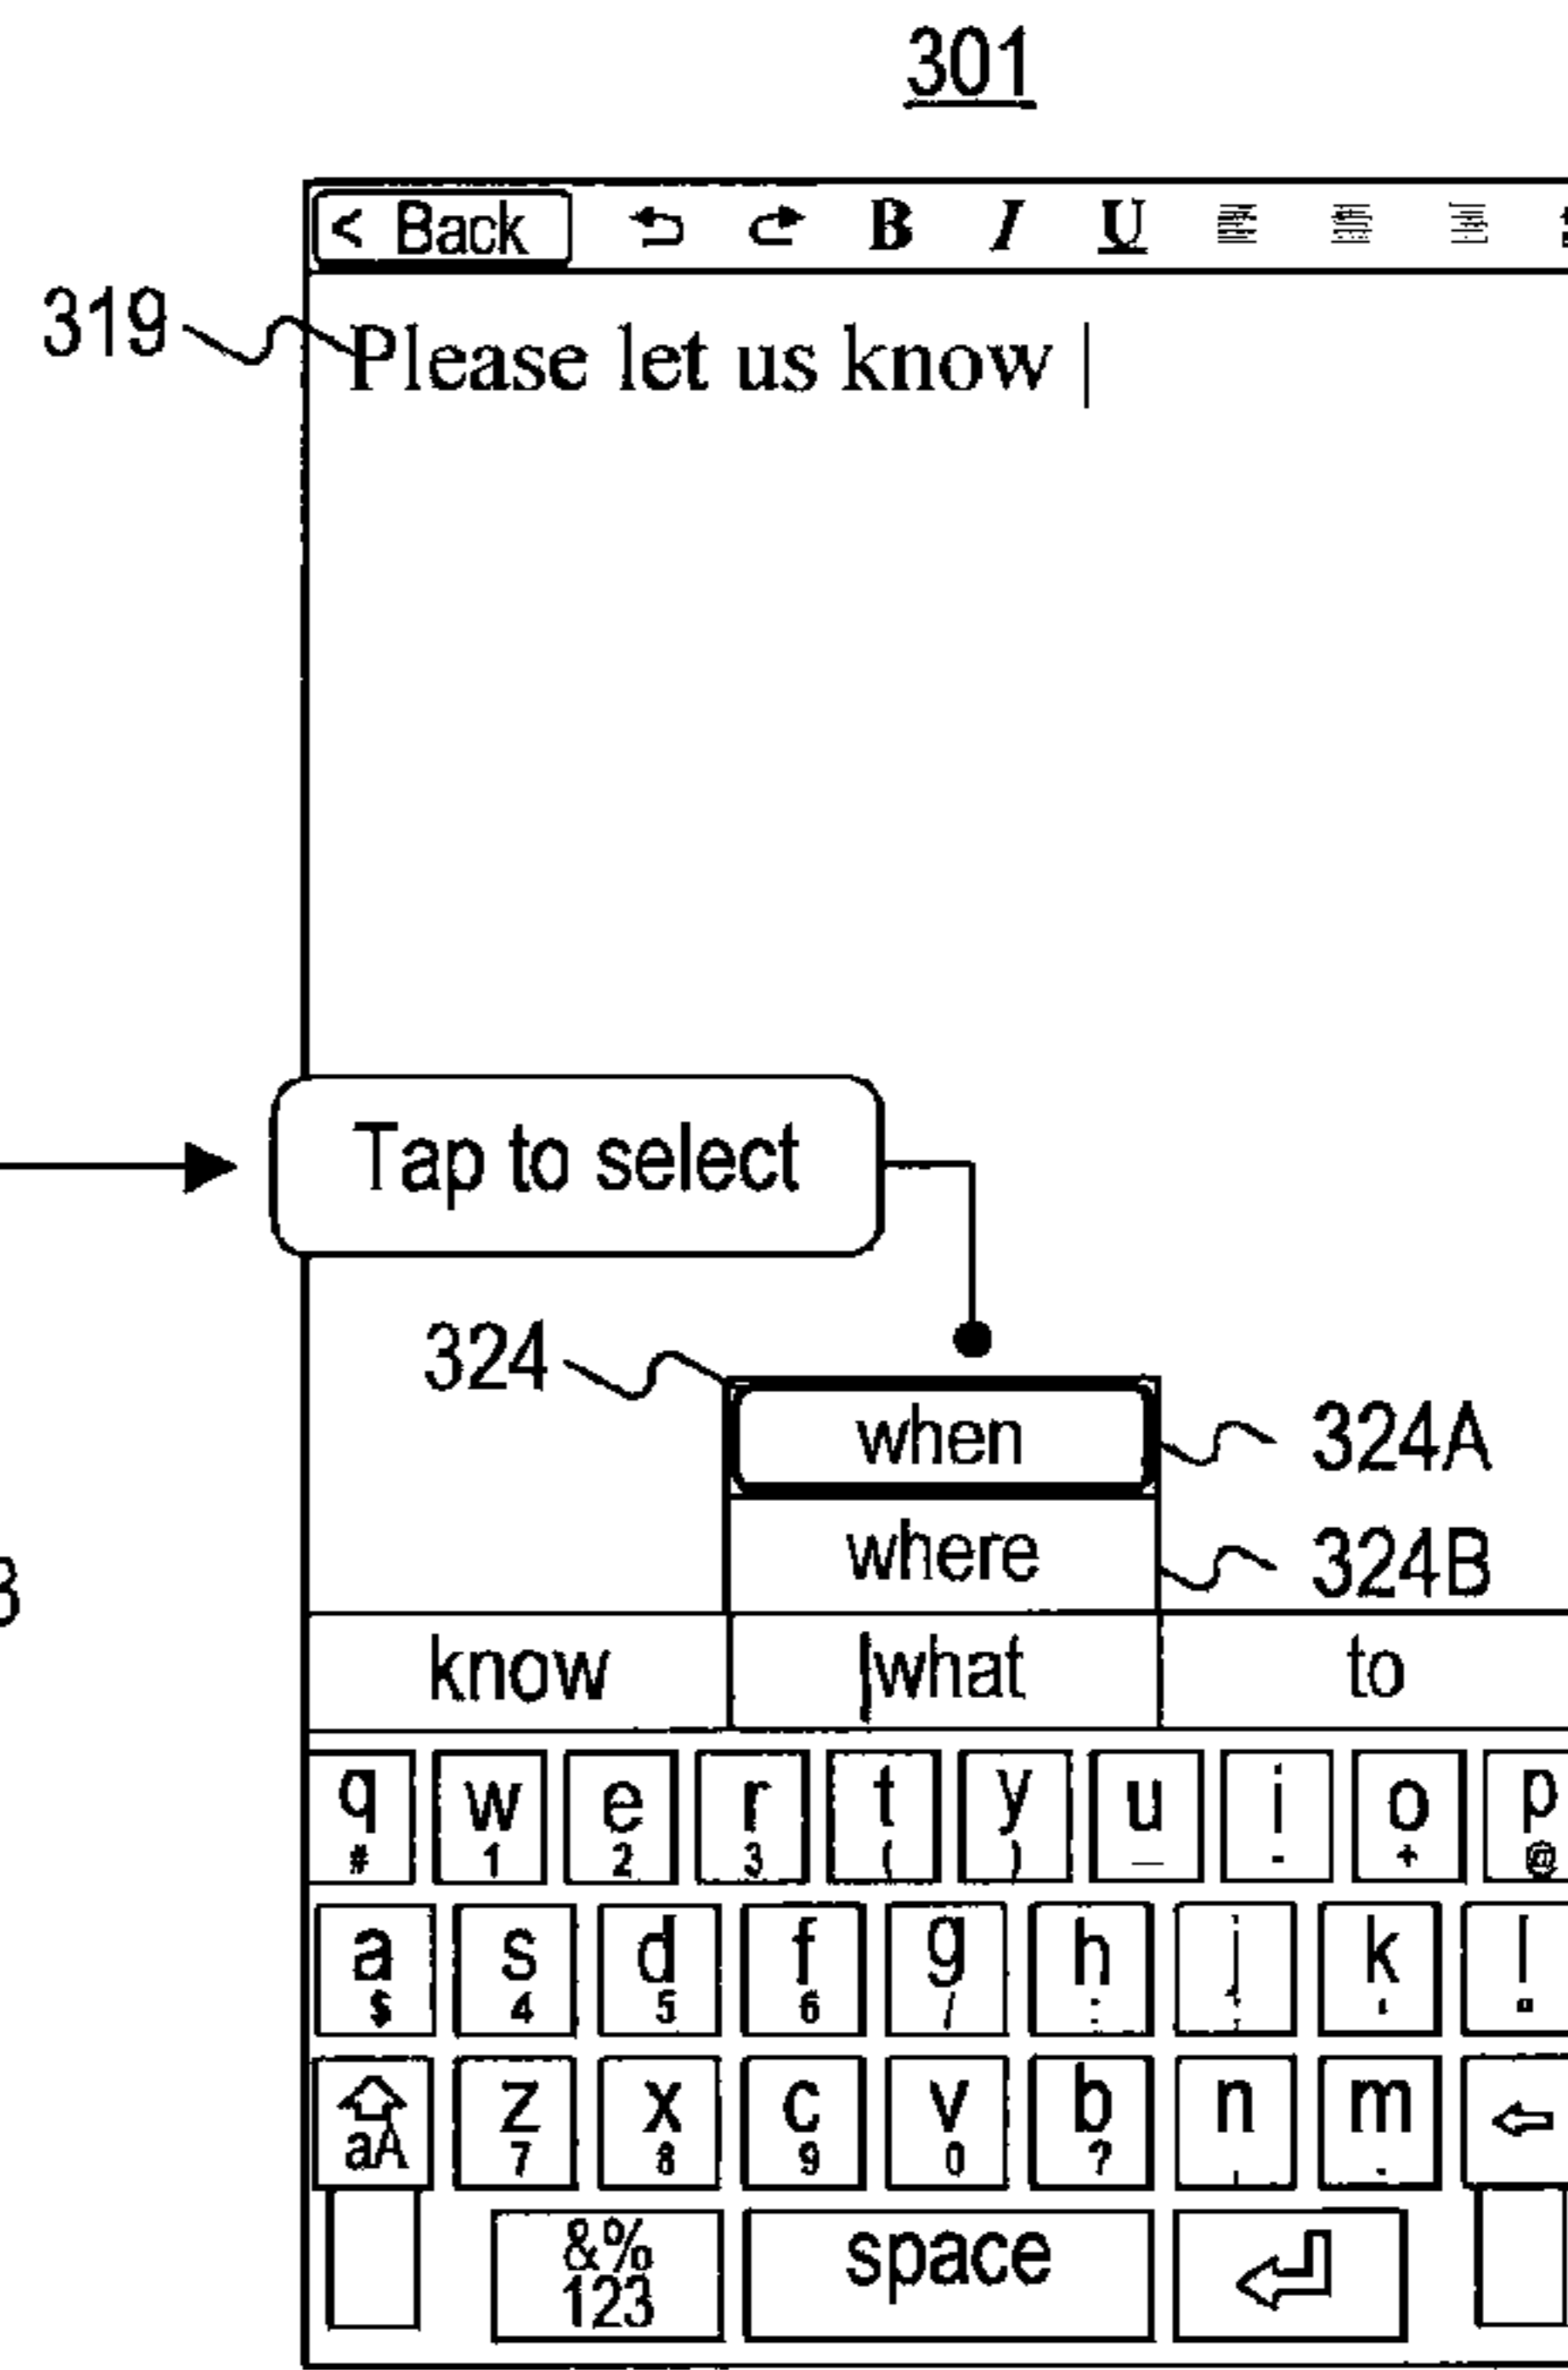 301
< Back B I U
319
Please let us know
Tap to select
324
when 324A
where 324B
know what to
q w e r t y u i o p
# 1 2 3 ( ) _ - + @
a s d f g h j k l
$ 4 5 6 / : ; '
aA z x c v b n m
7 8 9 0 ? , .
&% space
123